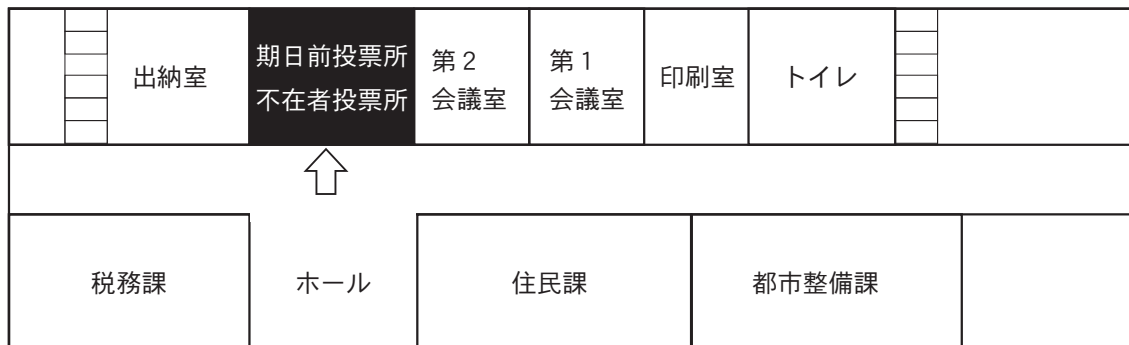 出納室
期日前投票所
不在者投票所
第２
会議室
第１
会議室
印刷室
トイレ
税務課
ホール
住民課
都市整備課